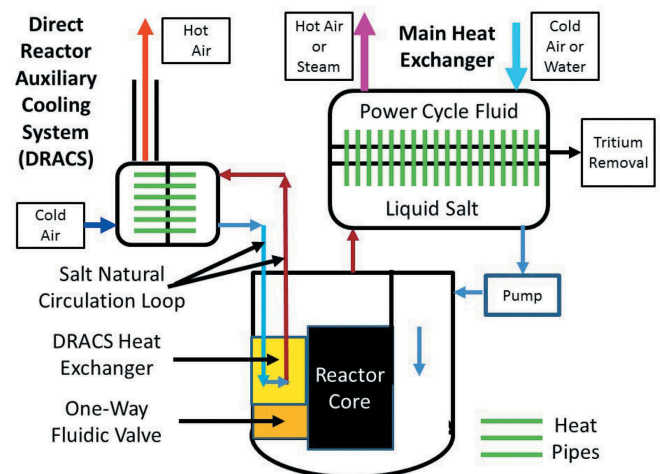 Direct
Reactor
Auxiliary
Cooling
System
(DRACS)
Hot
Air
Hot Air
or
Steam
Main Heat
Exchanger
Cold
Air or
Water
Power Cycle Fluid
Liquid Salt
Tritium
Removal
Cold
Air
Salt Natural
Circulation Loop
Pump
DRACS Heat
Exchanger
Reactor
Core
One-Way
Fluidic Valve
Heat
Pipes